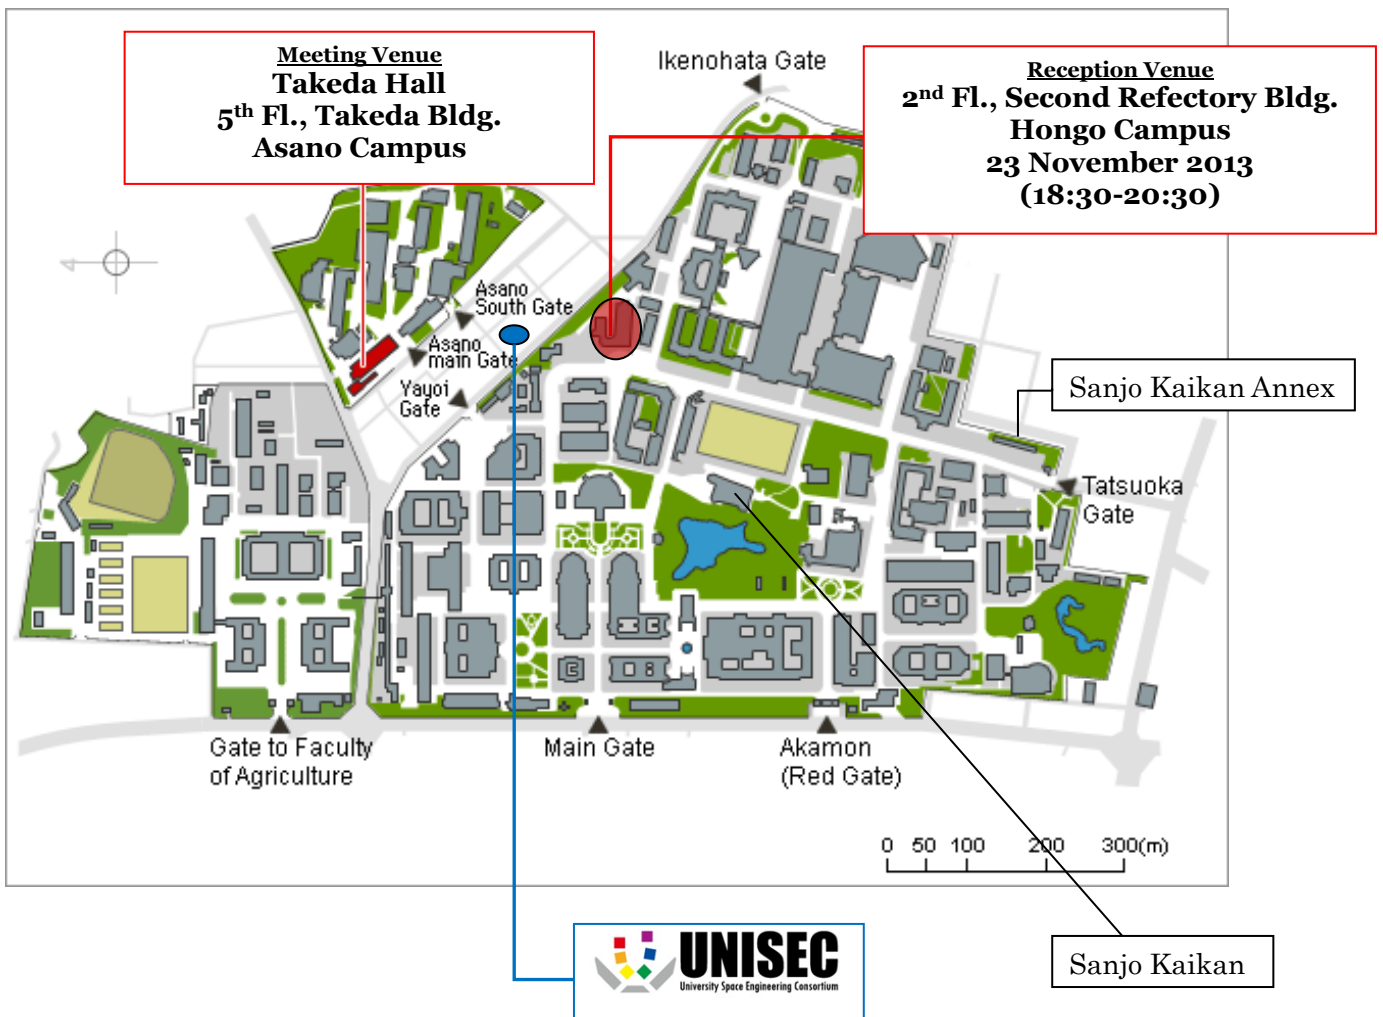 Meeting Venue
Takeda Hall
5th Fl., Takeda Bldg.
Asano Campus
Ikenohata Gate
Reception Venue
2nd Fl., Second Refectory Bldg.
Hongo Campus
23 November 2013
(18:30-20:30)
Asano
South Gate
Asano
main Gate
Yayoi
Gate
Sanjo Kaikan Annex
Tatsuoka
Gate
Gate to Faculty
of Agriculture
Main Gate
Akamon
(Red Gate)
0 50 100 200 300(m)
UNISEC
University Space Engineering Consortium
Sanjo Kaikan